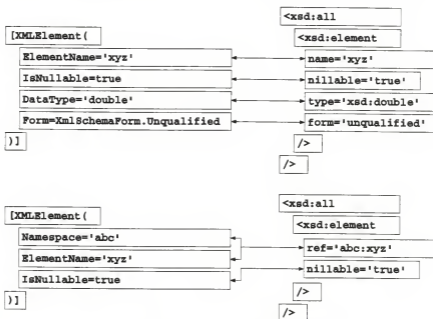 <xsd:all
<xsd:element
[XMLElement(
ElementName='xyz'
name='xyz'
IsNullable=true
nillable='true'
DataType='double'
type='xsd:double'
Form=XmlSchemaForm.Unqualified
form='unqualified'
)]
/>
/>
<xsd:all
[XMLElement(
<xsd:element
Namespace='abc'
ref='abc:xyz'
ElementName='xyz'
nillable='true'
IsNullable=true
)]
/>
/>